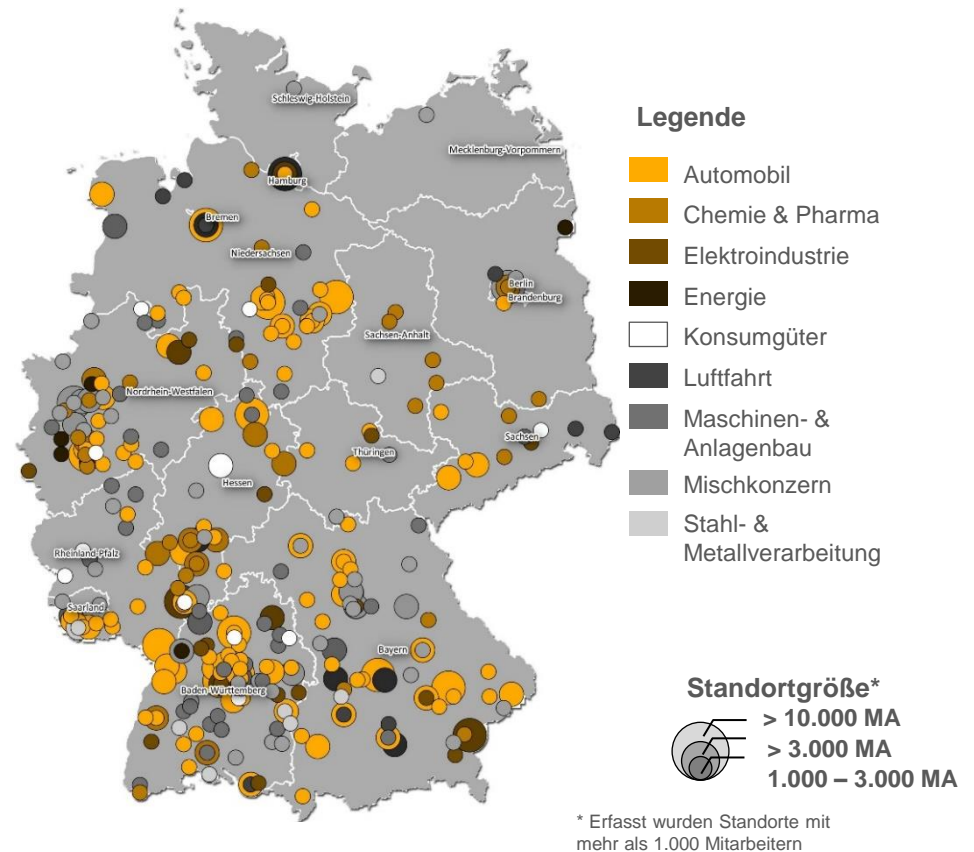 Schleswig-Holstein
Mecklenburg-Vorpommern
Hamburg
Bremen
Niedersachsen
Berlin
Brandenburg
Sachsen-Anhalt
Nordrhein-Westfalen
Sachsen
Thüringen
Hessen
Rheinland-Pfalz
Saarland
Bayern
Baden-Württemberg
Legende
Automobil
Chemie & Pharma
Elektroindustrie
Energie
Konsumgüter
Luftfahrt
Maschinen- &
Anlagenbau
Mischkonzern
Stahl- &
Metallverarbeitung
Standortgröße*
> 10.000 MA
> 3.000 MA
1.000 – 3.000 MA
* Erfasst wurden Standorte mit
mehr als 1.000 Mitarbeitern